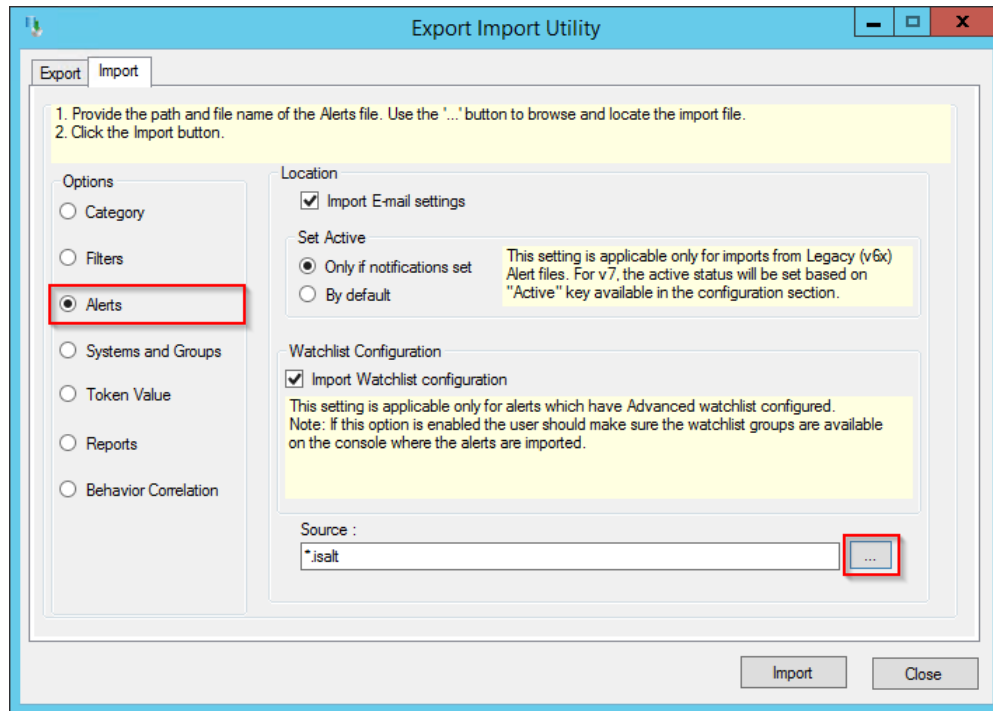 Export Import Utility
Export
Import
1. Provide the path and file name of the Alerts file. Use the '...' button to browse and locate the import file.
2. Click the Import button.
Options
Category
Filters
Alerts
Systems and Groups
Token Value
Reports
Behavior Correlation
Location
Import E-mail settings
Set Active
Only if notifications set
By default
This setting is applicable only for imports from Legacy (v6x)
Alert files. For v7, the active status will be set based on
"Active" key available in the configuration section.
Watchlist Configuration
Import Watchlist configuration
This setting is applicable only for alerts which have Advanced watchlist configured.
Note: If this option is enabled the user should make sure the watchlist groups are available
on the console where the alerts are imported.
Source :
*.isalt
...
Import
Close